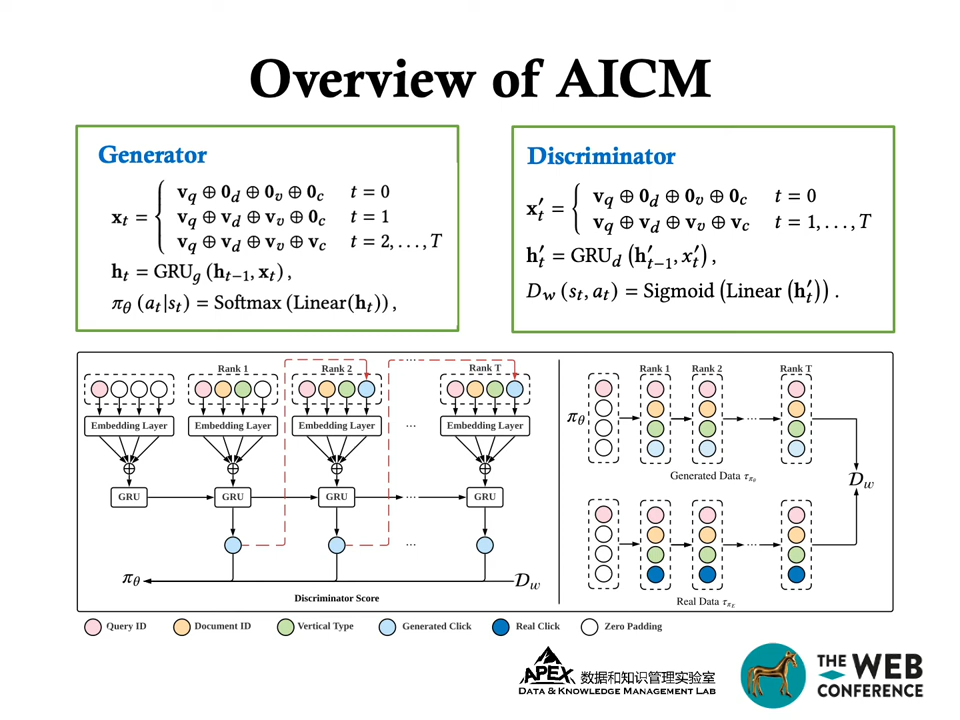 Overview of AICM
Generator
x_t = { v_q ⊕ 0_d ⊕ 0_v ⊕ 0_c t = 0
v_q ⊕ v_d ⊕ v_v ⊕ 0_c t = 1
v_q ⊕ v_d ⊕ v_v ⊕ v_c t = 2, . . . , T
h_t = GRU_g (h_{t−1}, x_t) ,
π_θ (a_t|s_t) = Softmax (Linear(h_t)) ,
Discriminator
x′_t = { v_q ⊕ 0_d ⊕ 0_v ⊕ 0_c t = 0
v_q ⊕ v_d ⊕ v_v ⊕ v_c t = 1, . . . , T
h′_t = GRU_d (h′_{t−1}, x′_t) ,
D_w (s_t, a_t) = Sigmoid (Linear (h′_t)) .
Rank 1 Rank 2 ... Rank T
Embedding Layer Embedding Layer Embedding Layer ... Embedding Layer
⊕ ⊕ ⊕ ⊕
GRU GRU GRU ... GRU
...
π_θ D_w
Discriminator Score
Rank 1 Rank 2 Rank T
π_θ ...
Generated Data τ_{π_θ}
D_w
...
Real Data τ_{π_E}
Query ID Document ID Vertical Type Generated Click Real Click Zero Padding
APEX 数据和知识管理实验室
DATA & KNOWLEDGE MANAGEMENT LAB
THE WEB
CONFERENCE